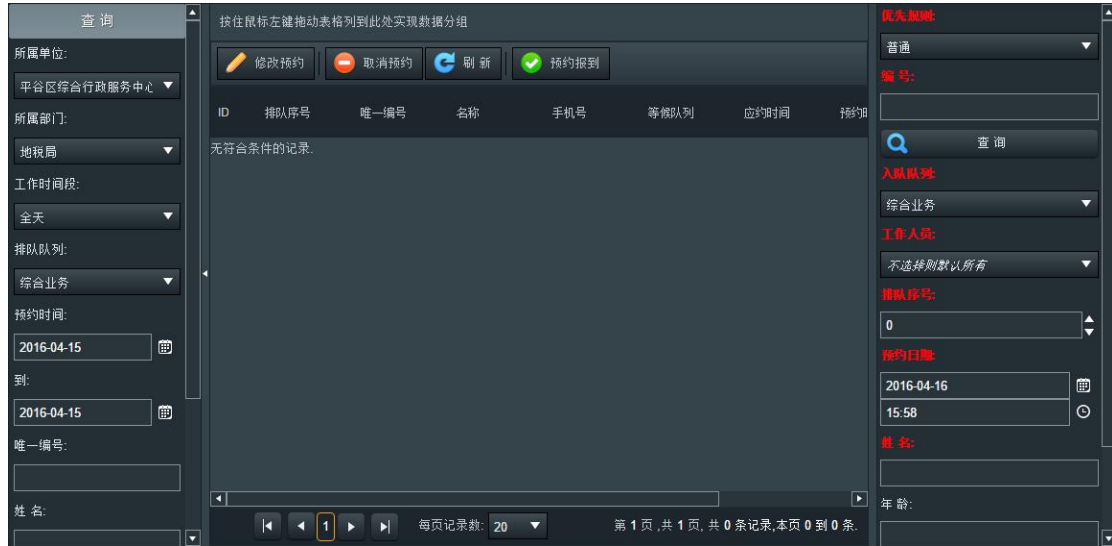 查 询
所属单位:
平谷区综合行政服务中心
所属部门:
地税局
工作时间段:
全天
排队队列:
综合业务
预约时间:
2016-04-15
到:
2016-04-15
唯一编号:
姓 名:
按住鼠标左键拖动表格列到此处实现数据分组
修改预约 取消预约 刷 新 预约报到
ID 排队序号 唯一编号 名称 手机号 等候队列 应约时间 预约
无符合条件的记录.
1 每页记录数: 20 第 1 页 ,共 1 页, 共 0 条记录,本页 0 到 0 条.
优先规则:
普通
编 号:
查 询
入队队列:
综合业务
工作人员:
不选择则默认所有
排队序号:
0
预约日期:
2016-04-16
15:58
姓 名:
年 龄: